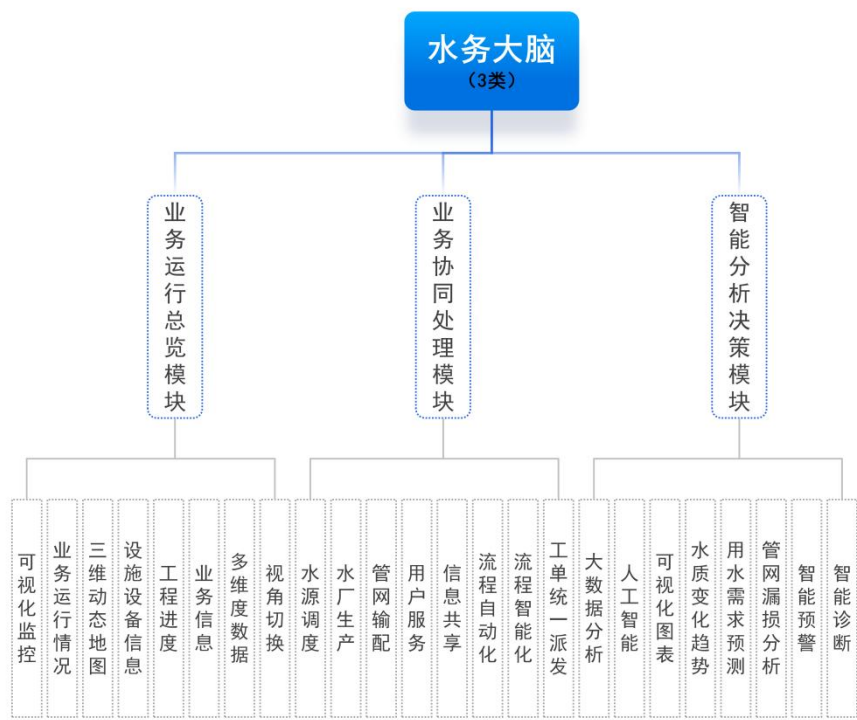 水务大脑
（3类）
业务运行总览模块
业务协同处理模块
智能分析决策模块
可视化监控
业务运行情况
三维动态地图
设施设备信息
工程进度
业务信息
多维度数据
视角切换
水源调度
水厂生产
管网输配
用户服务
信息共享
流程自动化
流程智能化
工单统一派发
大数据分析
人工智能
可视化图表
水质变化趋势
用水需求预测
管网漏损分析
智能预警
智能诊断